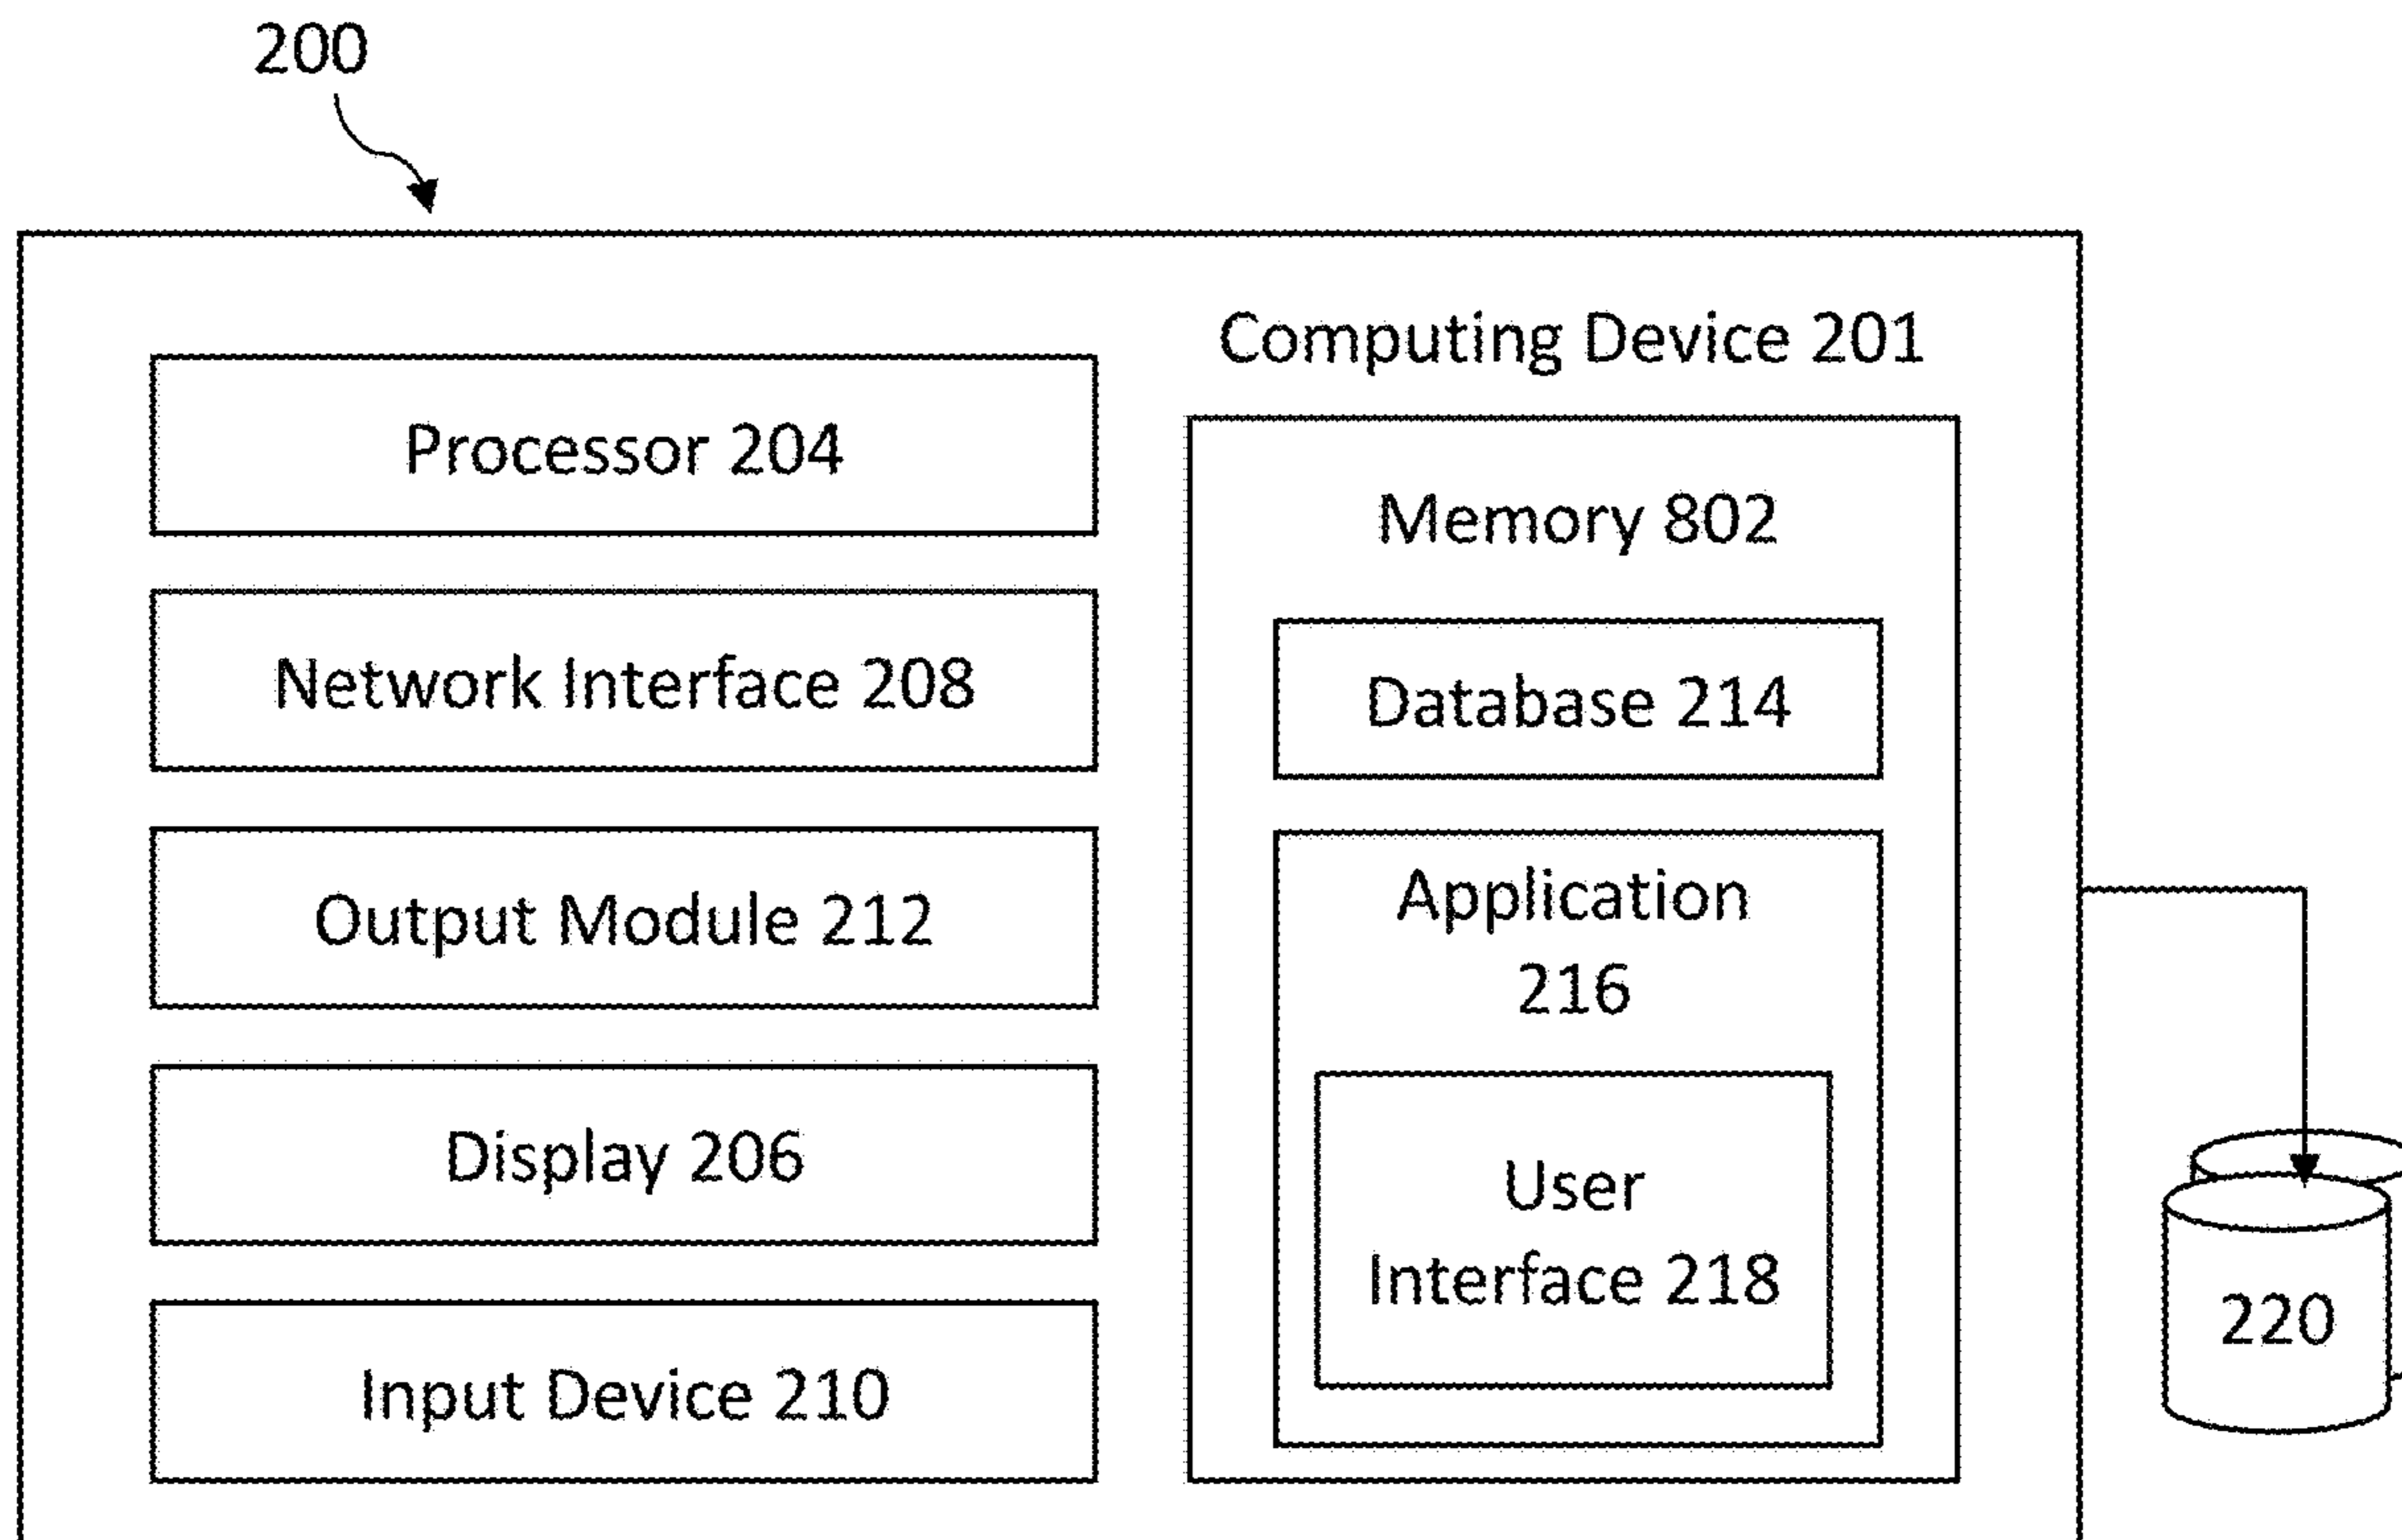 200
Computing Device 201
Processor 204
Network Interface 208
Output Module 212
Display 206
Input Device 210
Memory 802
Database 214
Application
216
User
Interface 218
220